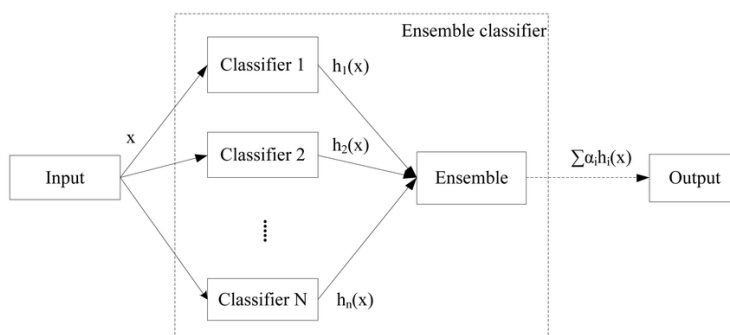 Ensemble classifier
Classifier 1
h₁(x)
x
Classifier 2
h₂(x)
Input
Ensemble
∑αᵢhᵢ(x)
Output
Classifier N
hₙ(x)